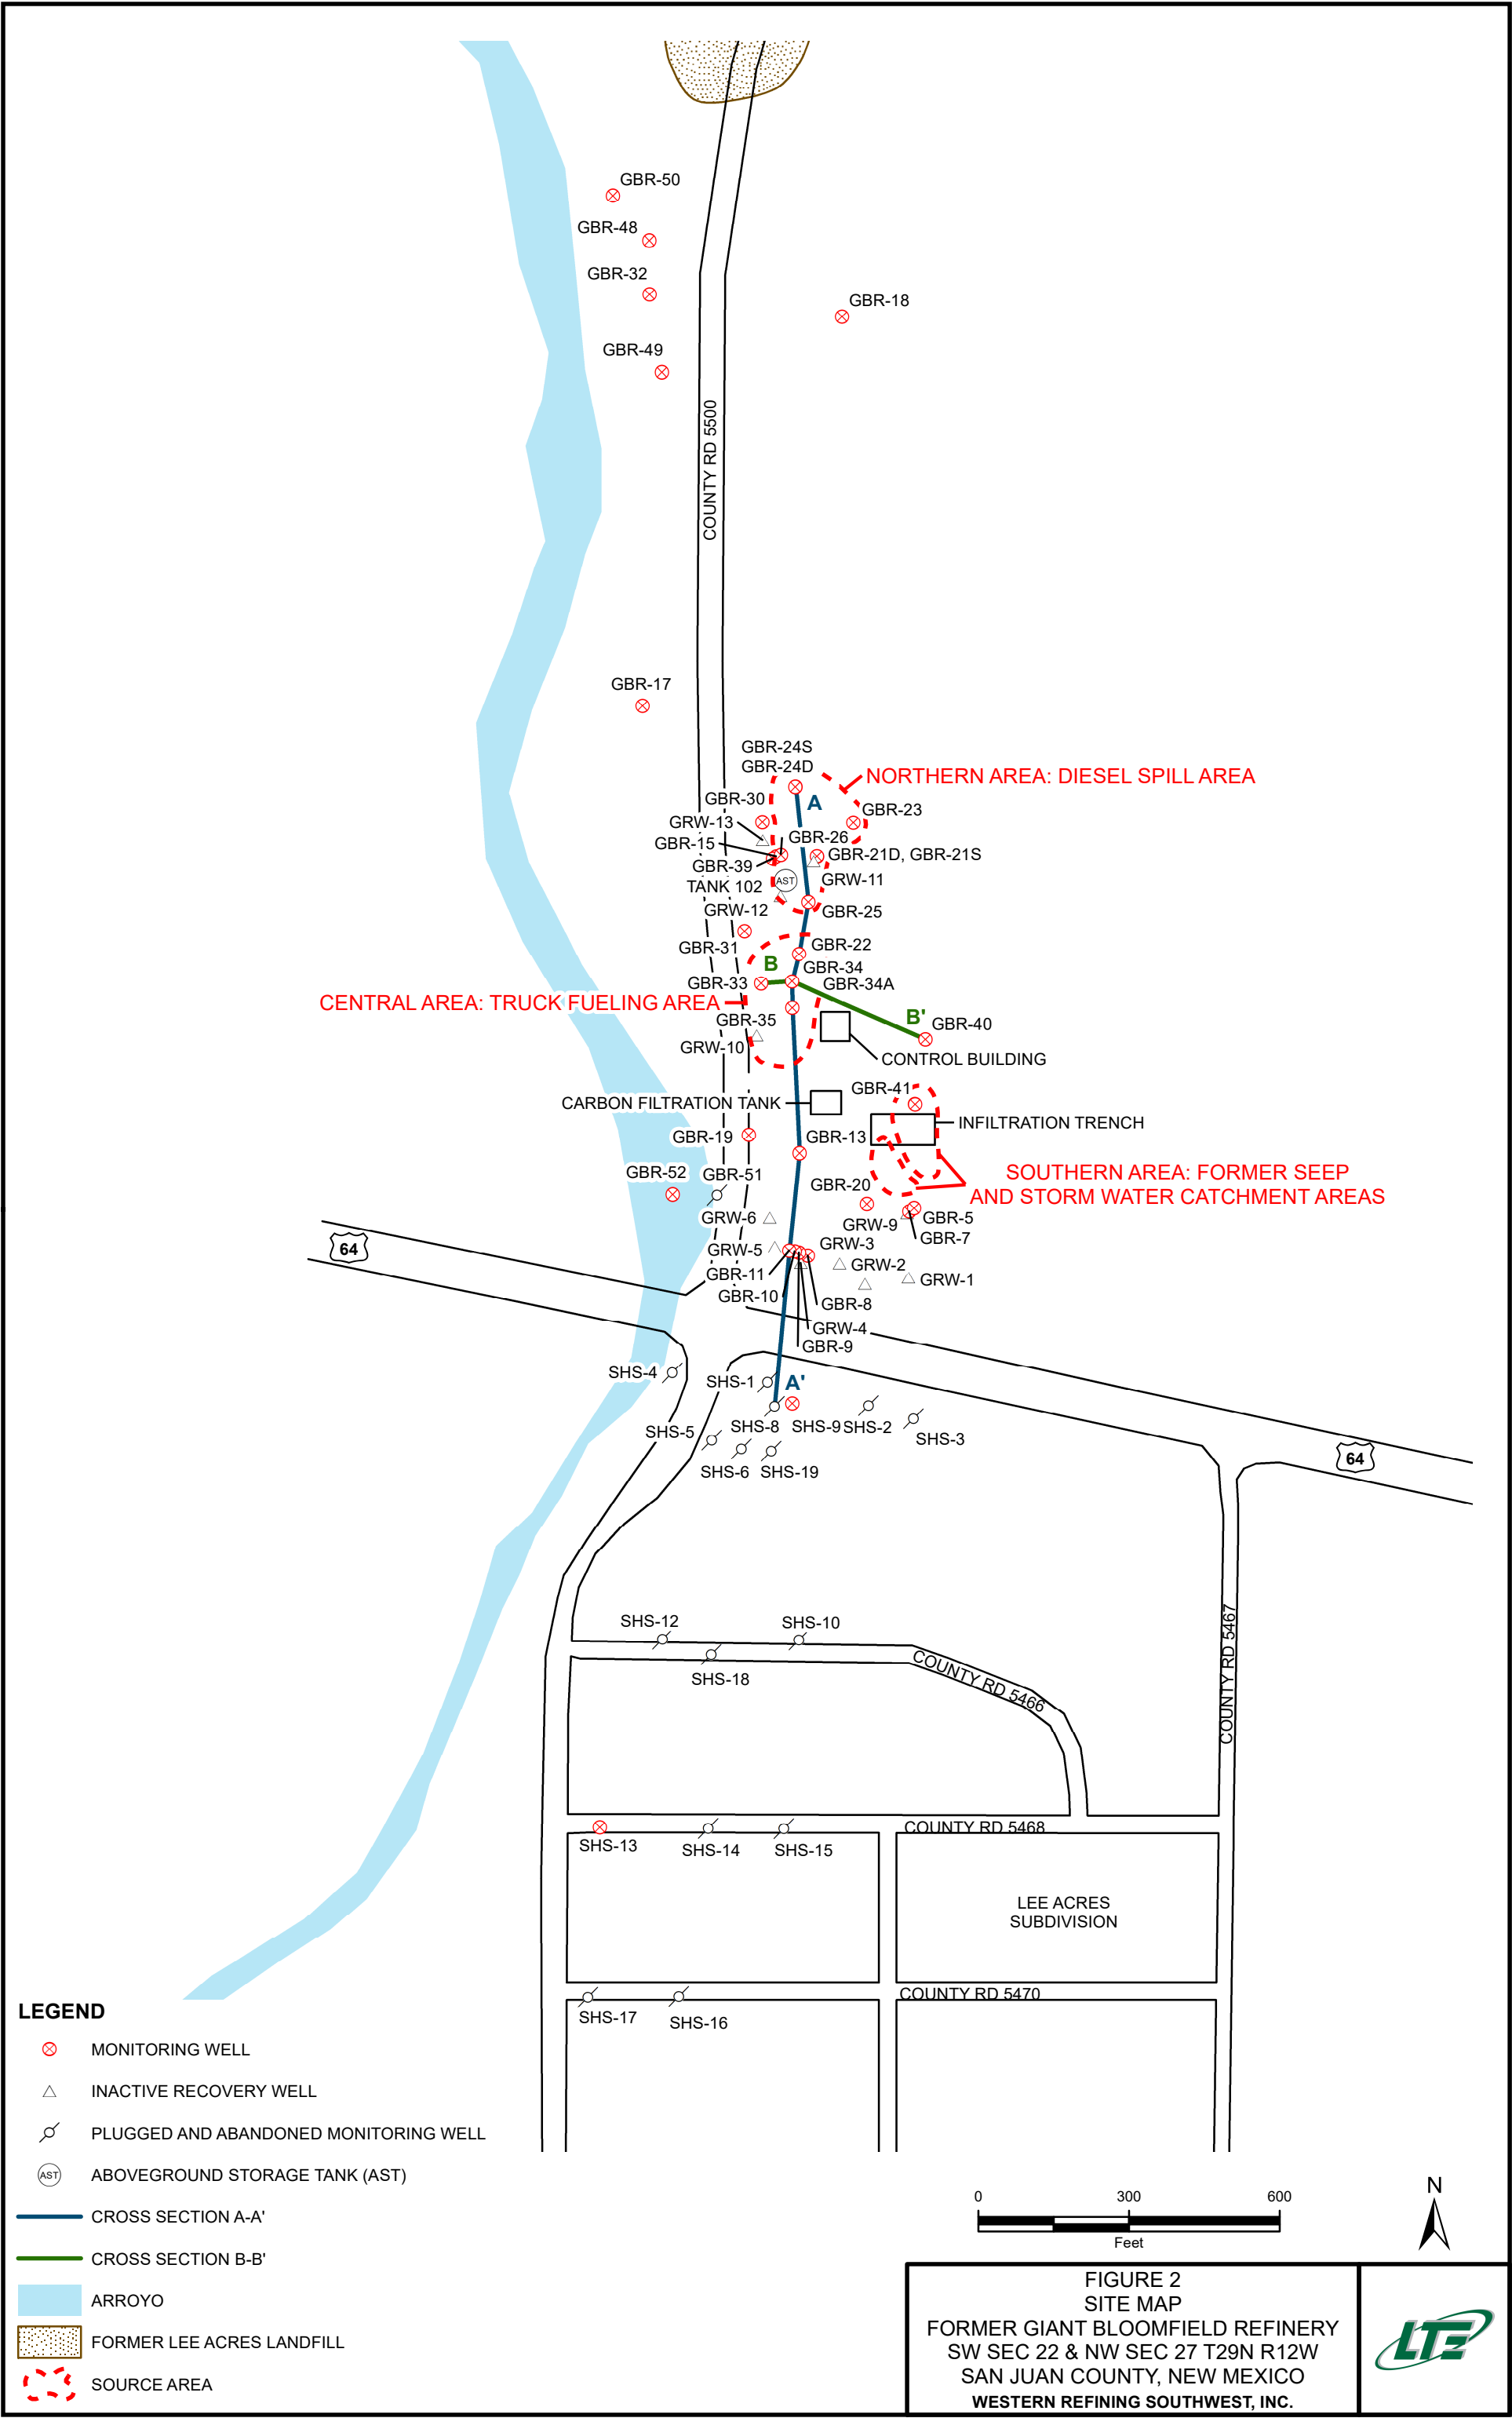 GBR-50
GBR-48
GBR-32
GBR-18
GBR-49
COUNTY RD 5500
GBR-17
GBR-24S
GBR-24D
NORTHERN AREA: DIESEL SPILL AREA
A
GBR-30
GBR-23
GRW-13
GBR-26
GBR-15
GBR-21D, GBR-21S
GBR-39
AST
GRW-11
TANK 102
GRW-12
GBR-25
GBR-31
GBR-22
B
GBR-34
GBR-33
GBR-34A
CENTRAL AREA: TRUCK FUELING AREA
GBR-35
B'
GBR-40
GRW-10
CONTROL BUILDING
GBR-41
CARBON FILTRATION TANK
INFILTRATION TRENCH
GBR-19
GBR-13
GBR-52
GBR-51
SOUTHERN AREA: FORMER SEEP
AND STORM WATER CATCHMENT AREAS
GBR-20
GRW-6
GRW-9
GBR-5
GBR-7
64
GRW-5
GRW-3
GRW-2
GBR-11
GRW-1
GBR-10
GBR-8
GRW-4
GBR-9
SHS-4
SHS-1
A'
SHS-8
SHS-9
SHS-2
SHS-3
SHS-5
SHS-6
SHS-19
64
SHS-12
SHS-10
SHS-18
COUNTY RD 5466
COUNTY RD 5467
COUNTY RD 5468
SHS-13
SHS-14
SHS-15
LEE ACRES
SUBDIVISION
COUNTY RD 5470
SHS-17
SHS-16
LEGEND
MONITORING WELL
INACTIVE RECOVERY WELL
PLUGGED AND ABANDONED MONITORING WELL
AST
ABOVEGROUND STORAGE TANK (AST)
CROSS SECTION A-A'
CROSS SECTION B-B'
ARROYO
FORMER LEE ACRES LANDFILL
SOURCE AREA
0 300 600
Feet
N
FIGURE 2
SITE MAP
FORMER GIANT BLOOMFIELD REFINERY
SW SEC 22 & NW SEC 27 T29N R12W
SAN JUAN COUNTY, NEW MEXICO
WESTERN REFINING SOUTHWEST, INC.
LTE